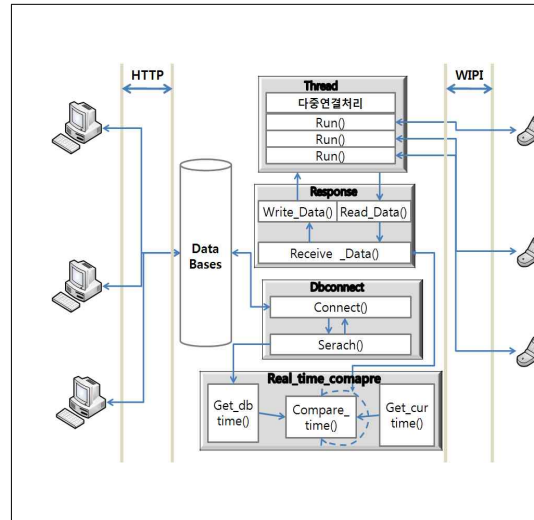 HTTP
WIPI
Thread
다중연결처리
Run()
Run()
Run()
Response
Write_Data()
Read_Data()
Receive _Data()
Data
Bases
Dbconnect
Connect()
Serach()
Real_time_comapre
Get_db
time()
Compare_
time()
Get_cur
time()